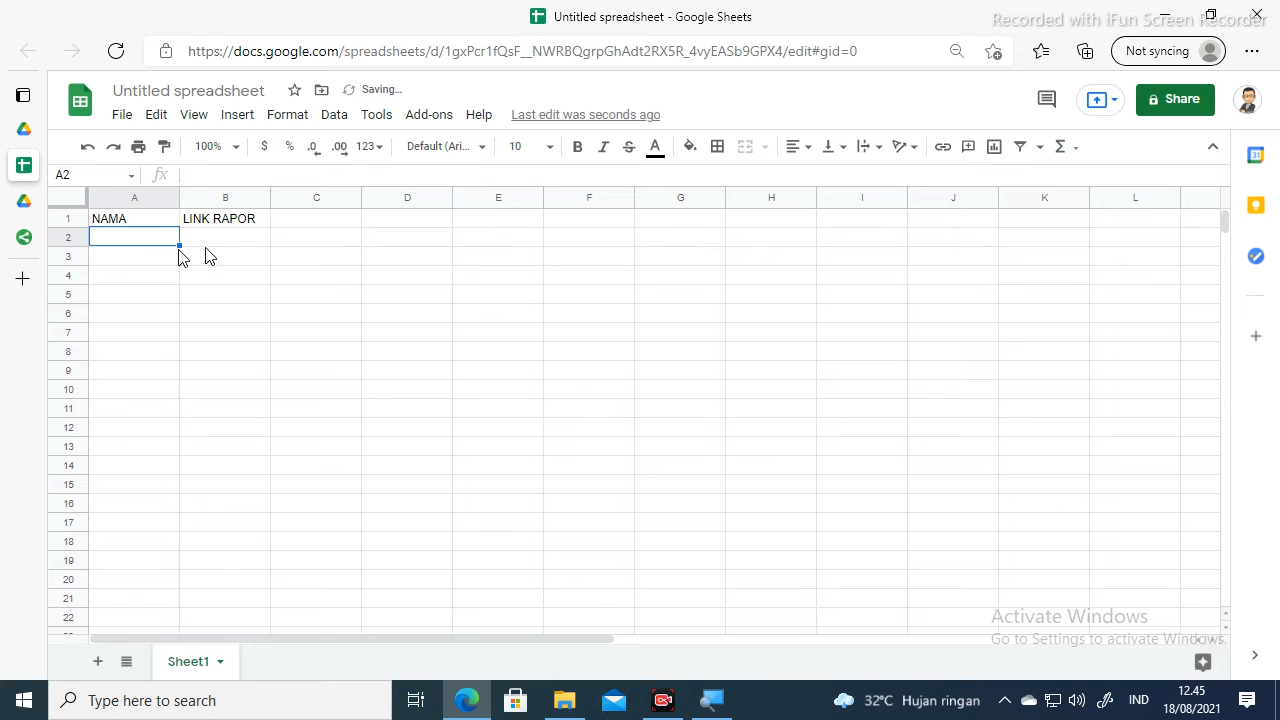 Untitled spreadsheet - Google Sheets
Recorded with iFun Screen Recorder
https://docs.google.com/spreadsheets/d/1gxPcr1fQsF__NWRBQgrpGhAdt2RX5R_4vyEASb9GPX4/edit#gid=0
Not syncing
Untitled spreadsheet
Saving...
File Edit View Insert Format Data Tools Add-ons Help Last edit was seconds ago
Share
100% $ % .0 .00 123 Default (Ari... 10 B I S A
A2 fx
A B C D E F G H I J K L
1 NAMA LINK RAPOR
2
3
4
5
6
7
8
9
10
11
12
13
14
15
16
17
18
19
20
21
22
Activate Windows
Go to Settings to activate Windows.
Sheet1
Type here to search
32°C Hujan ringan
IND
12.45
18/08/2021